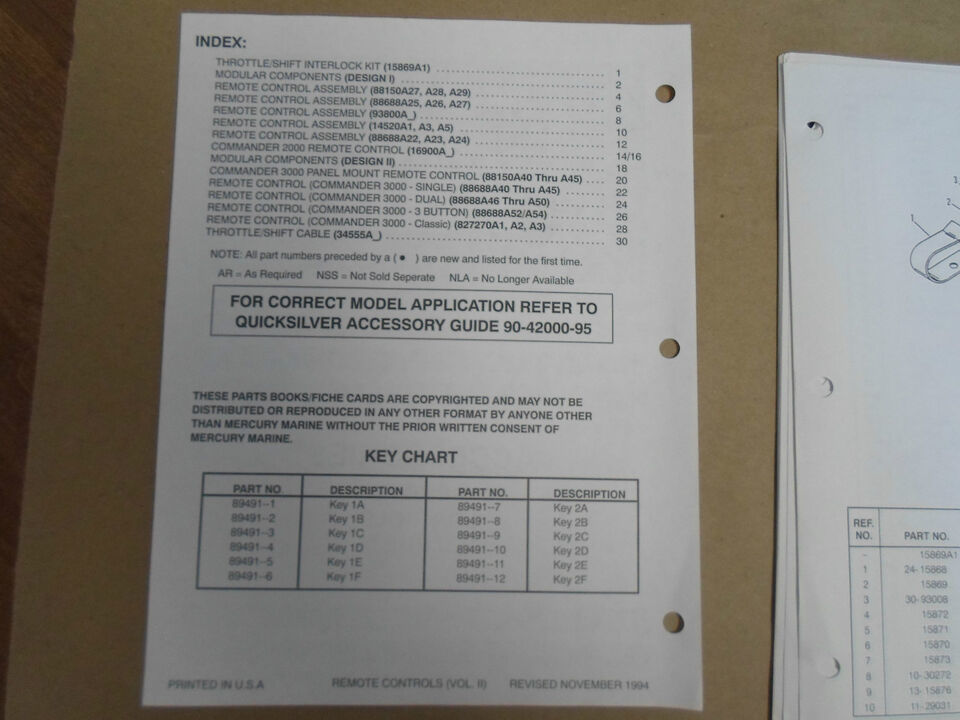 INDEX:
THROTTLE/SHIFT INTERLOCK KIT (15869A1) ........................................ 1
MODULAR COMPONENTS (DESIGN I) ................................................ 2
REMOTE CONTROL ASSEMBLY (88150A27, A28, A29) ............................ 4
REMOTE CONTROL ASSEMBLY (88688A25, A26, A27) ............................ 6
REMOTE CONTROL ASSEMBLY (93800A_) ........................................ 8
REMOTE CONTROL ASSEMBLY (14520A1, A3, A5) ................................ 10
REMOTE CONTROL ASSEMBLY (88688A22, A23, A24) ............................ 12
COMMANDER 2000 REMOTE CONTROL (16900A_) ................................ 14/16
MODULAR COMPONENTS (DESIGN II) ................................................ 18
COMMANDER 3000 PANEL MOUNT REMOTE CONTROL (88150A40 Thru A45) .... 20
REMOTE CONTROL (COMMANDER 3000 - SINGLE) (88688A40 Thru A45) .......... 22
REMOTE CONTROL (COMMANDER 3000 - DUAL) (88688A46 Thru A50) ............ 24
REMOTE CONTROL (COMMANDER 3000 - 3 BUTTON) (88688A52/A54) ............ 26
REMOTE CONTROL (COMMANDER 3000 - Classic) (827270A1, A2, A3) ............ 28
THROTTLE/SHIFT CABLE (34555A_) ................................................ 30
NOTE: All part numbers preceded by a ( ● ) are new and listed for the first time.
AR = As Required NSS = Not Sold Seperate NLA = No Longer Available
FOR CORRECT MODEL APPLICATION REFER TO
QUICKSILVER ACCESSORY GUIDE 90-42000-95
THESE PARTS BOOKS/FICHE CARDS ARE COPYRIGHTED AND MAY NOT BE
DISTRIBUTED OR REPRODUCED IN ANY OTHER FORMAT BY ANYONE OTHER
THAN MERCURY MARINE WITHOUT THE PRIOR WRITTEN CONSENT OF
MERCURY MARINE.
KEY CHART
PART NO. DESCRIPTION PART NO. DESCRIPTION
89491--1 Key 1A 89491--7 Key 2A
89491--2 Key 1B 89491--8 Key 2B
89491--3 Key 1C 89491--9 Key 2C
89491--4 Key 1D 89491--10 Key 2D
89491--5 Key 1E 89491--11 Key 2E
89491--6 Key 1F 89491--12 Key 2F
PRINTED IN U.S.A REMOTE CONTROLS (VOL. II) REVISED NOVEMBER 1994
2
1
REF. NO. PART NO.
- 15869A1
1 24-15868
2 15869
3 30-93008
4 15872
5 15871
6 15870
7 15873
8 10-30272
9 13-15876
10 11-29031